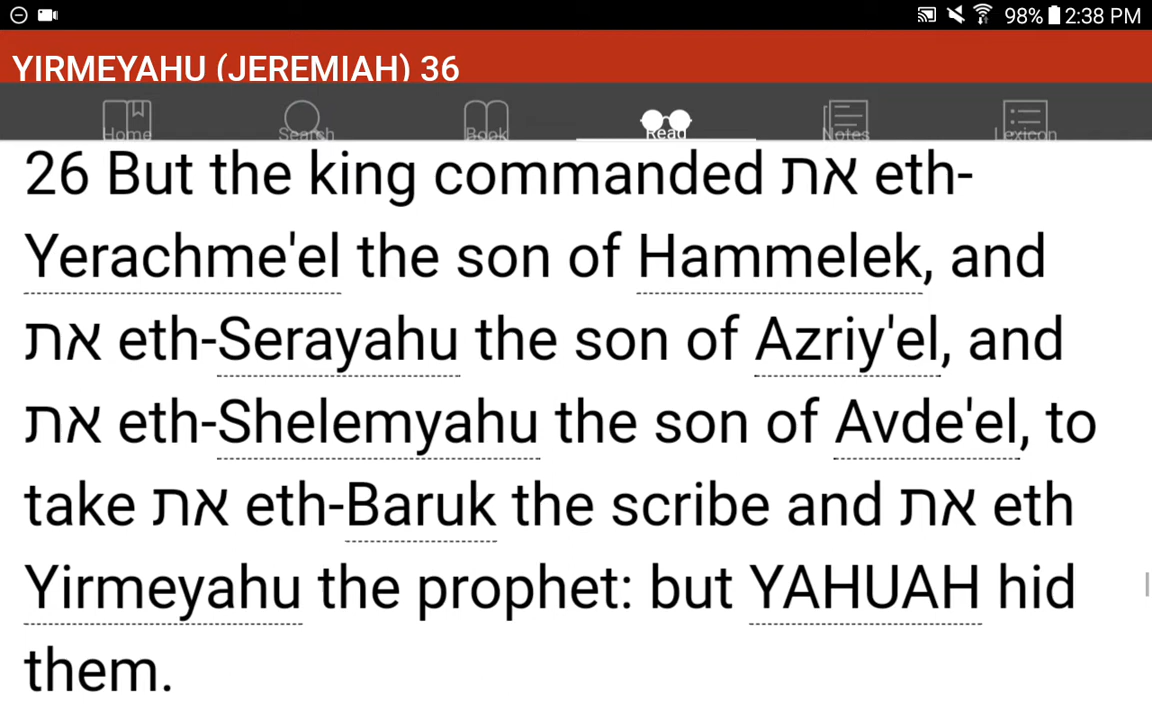 98% 2:38 PM
YIRMEYAHU (JEREMIAH) 36
Home Search Book Read Notes Lexicon
26 But the king commanded את eth-
Yerachme'el the son of Hammelek, and
את eth-Serayahu the son of Azriy'el, and
את eth-Shelemyahu the son of Avde'el, to
take את eth-Baruk the scribe and את eth
Yirmeyahu the prophet: but YAHUAH hid
them.